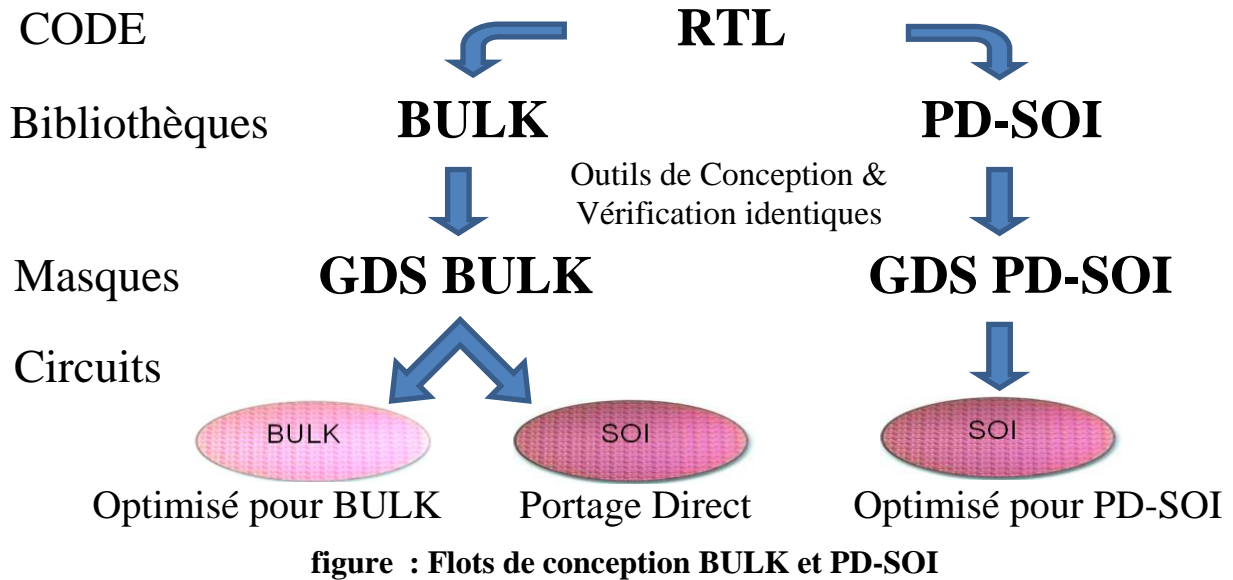 CODE RTL
Bibliothèques BULK PD-SOI
Outils de Conception &
Vérification identiques
Masques GDS BULK GDS PD-SOI
Circuits
BULK SOI SOI
Optimisé pour BULK Portage Direct Optimisé pour PD-SOI
figure : Flots de conception BULK et PD-SOI